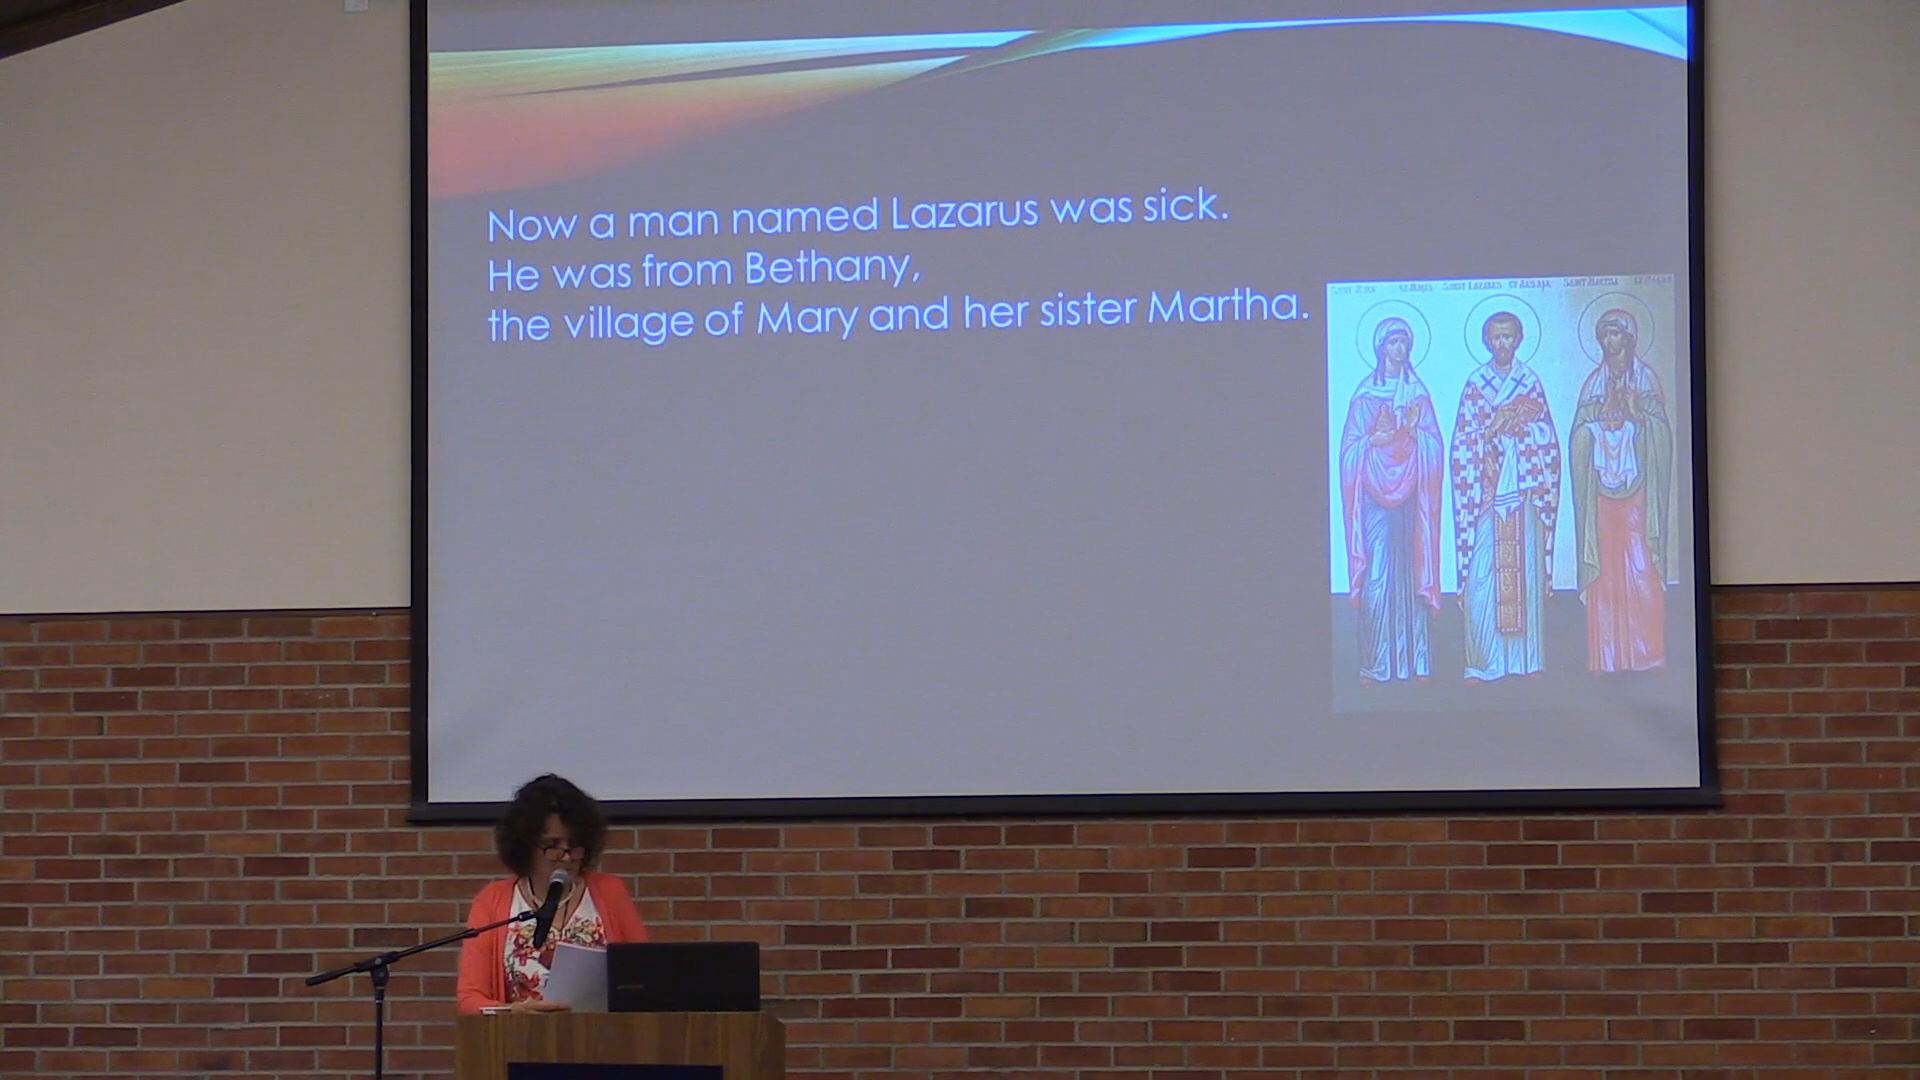 Now a man named Lazarus was sick.
He was from Bethany,
the village of Mary and her sister Martha.